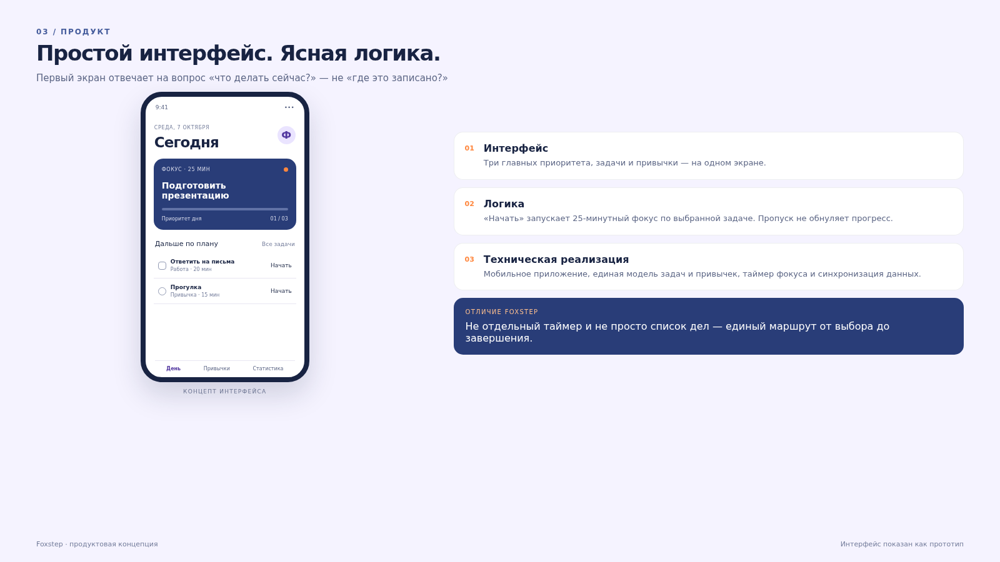 03 / ПРОДУКТ
Простой интерфейс. Ясная логика.
Первый экран отвечает на вопрос «что делать сейчас?» — не «где это записано?»
9:41
•••
СРЕДА, 7 ОКТЯБРЯ
Сегодня
Ф
ФОКУС · 25 МИН
Подготовить
презентацию
Приоритет дня
01 / 03
Дальше по плану
Все задачи
Ответить на письма
Работа · 20 мин
Начать
Прогулка
Привычка · 15 мин
Начать
День
Привычки
Статистика
КОНЦЕПТ ИНТЕРФЕЙСА
01
Интерфейс
Три главных приоритета, задачи и привычки — на одном экране.
02
Логика
«Начать» запускает 25-минутный фокус по выбранной задаче. Пропуск не обнуляет прогресс.
03
Техническая реализация
Мобильное приложение, единая модель задач и привычек, таймер фокуса и синхронизация данных.
ОТЛИЧИЕ FOXSTEP
Не отдельный таймер и не просто список дел — единый маршрут от выбора до
завершения.
Foxstep · продуктовая концепция
Интерфейс показан как прототип